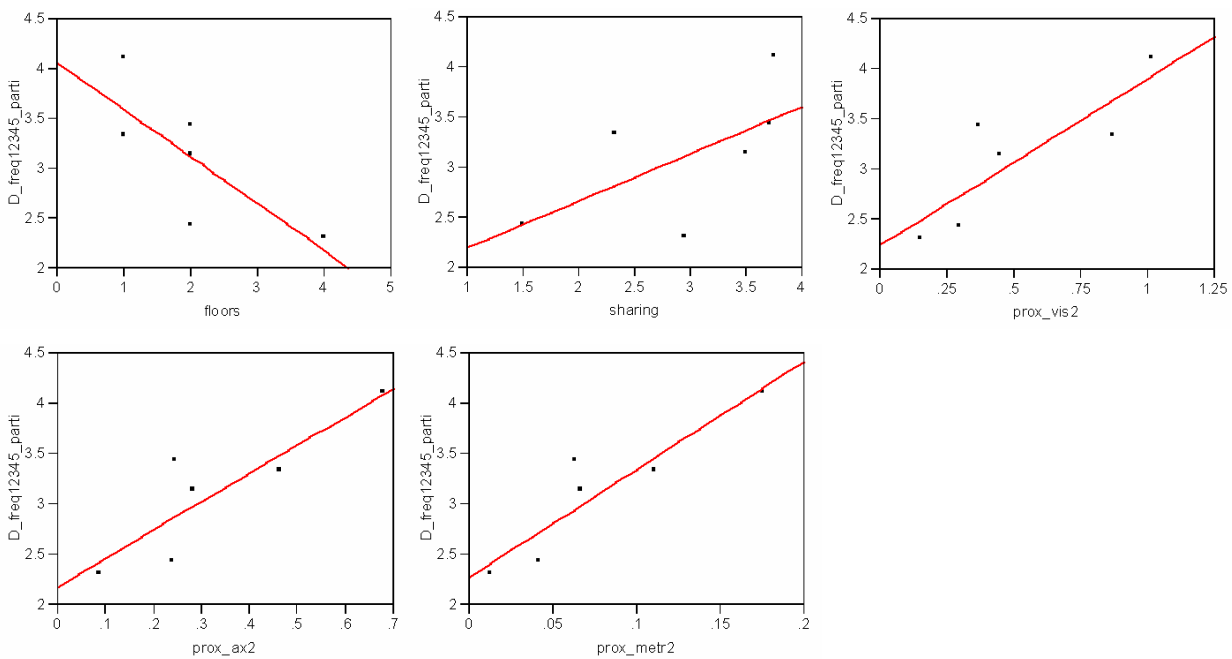 4.5
4
3.5
3
2.5
2
D_freq12345_parti
0 1 2 3 4 5
floors
4.5
4
3.5
3
2.5
2
D_freq12345_parti
1 1.5 2 2.5 3 3.5 4
sharing
4.5
4
3.5
3
2.5
2
D_freq12345_parti
0 .25 .5 .75 1 1.25
prox_vis2
4.5
4
3.5
3
2.5
2
D_freq12345_parti
0 .1 .2 .3 .4 .5 .6 .7
prox_ax2
4.5
4
3.5
3
2.5
2
D_freq12345_parti
0 .05 .1 .15 .2
prox_metr2